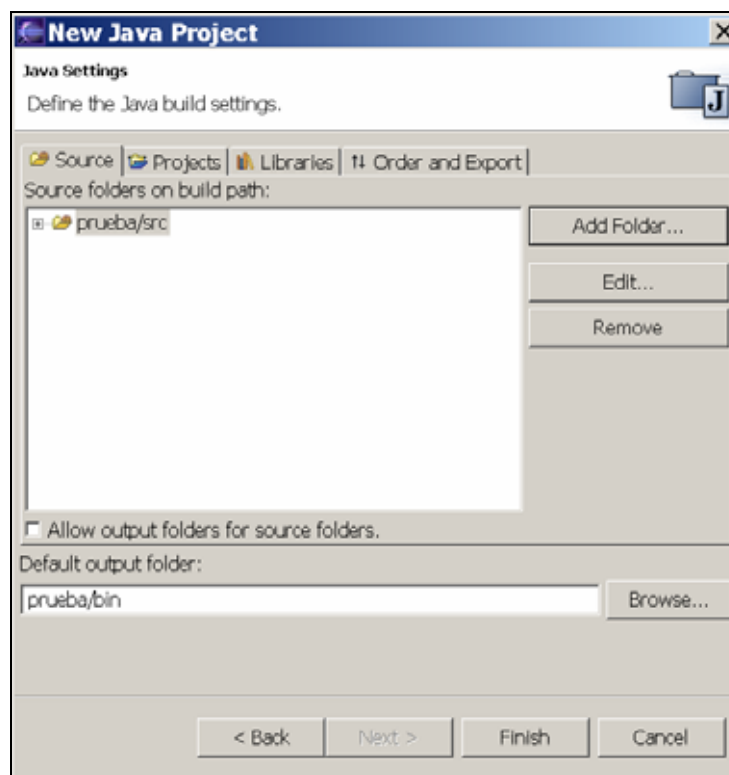 New Java Project
Java Settings
Define the Java build settings.
J
Source Projects Libraries Order and Export
Source folders on build path:
prueba/src
Add Folder...
Edit...
Remove
Allow output folders for source folders.
Default output folder:
prueba/bin Browse...
< Back Next > Finish Cancel